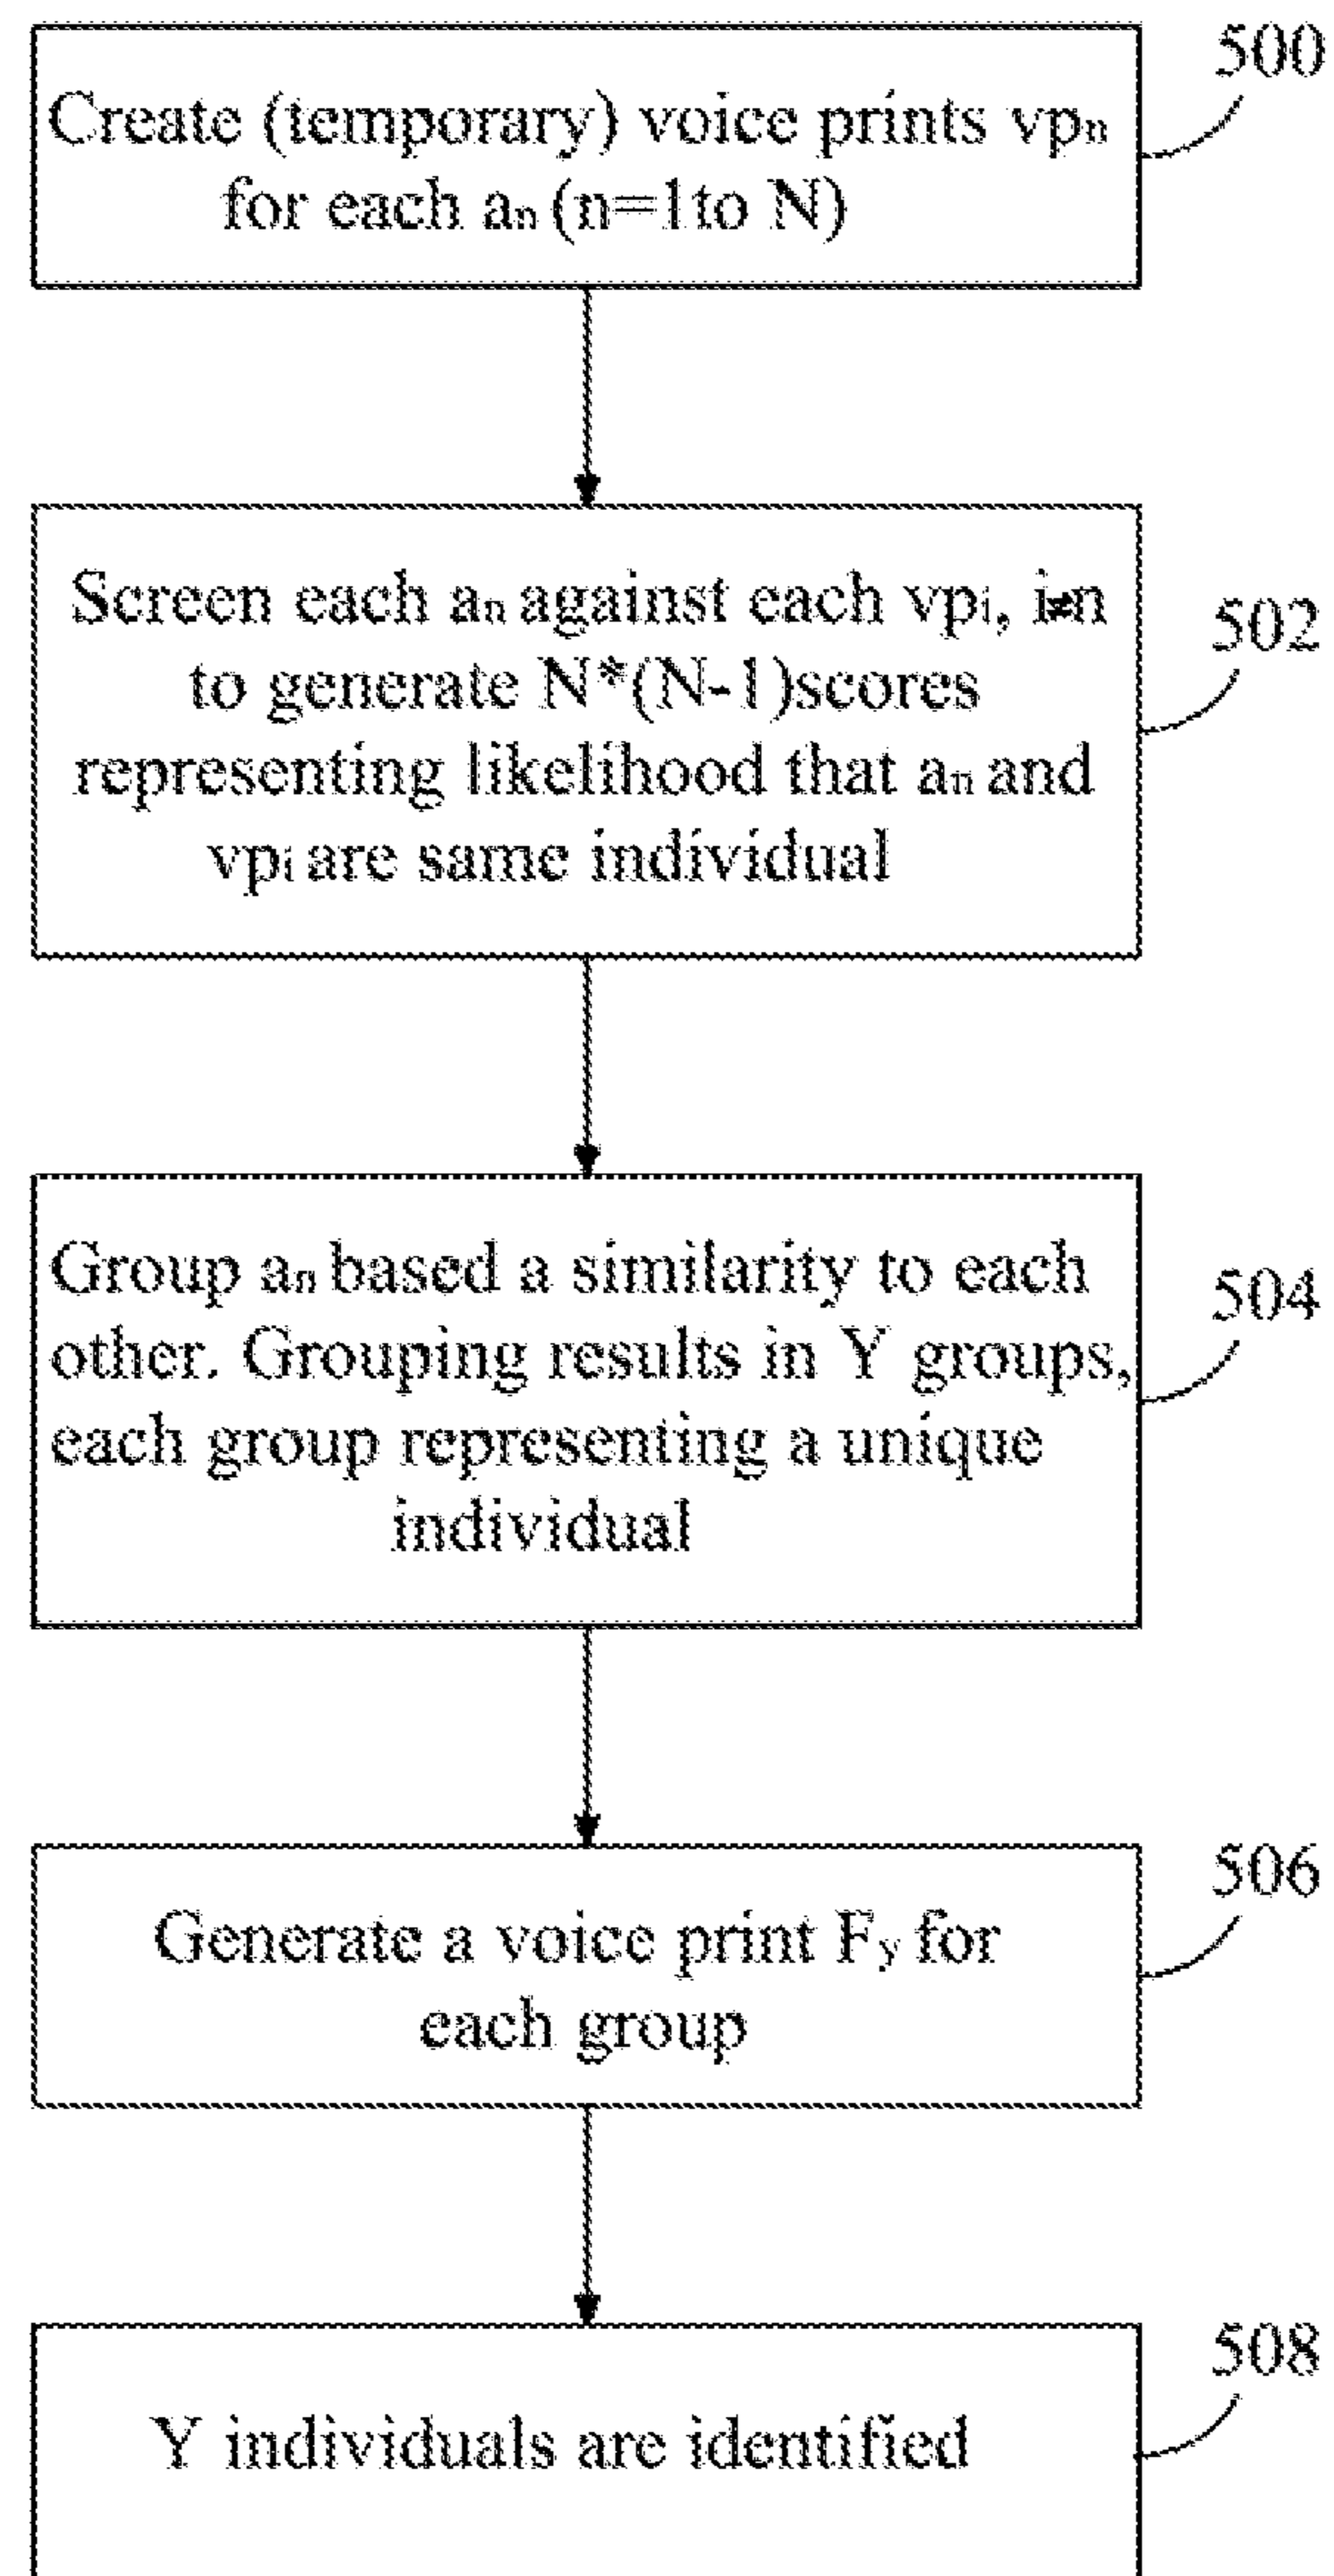 500
Create (temporary) voice prints vpn
for each an (n=1to N)
Screen each an against each vpi, i≠n
to generate N*(N-1)scores
representing likelihood that an and
vpi are same individual
502
Group an based a similarity to each
other. Grouping results in Y groups,
each group representing a unique
individual
504
Generate a voice print Fy for
each group
506
Y individuals are identified
508